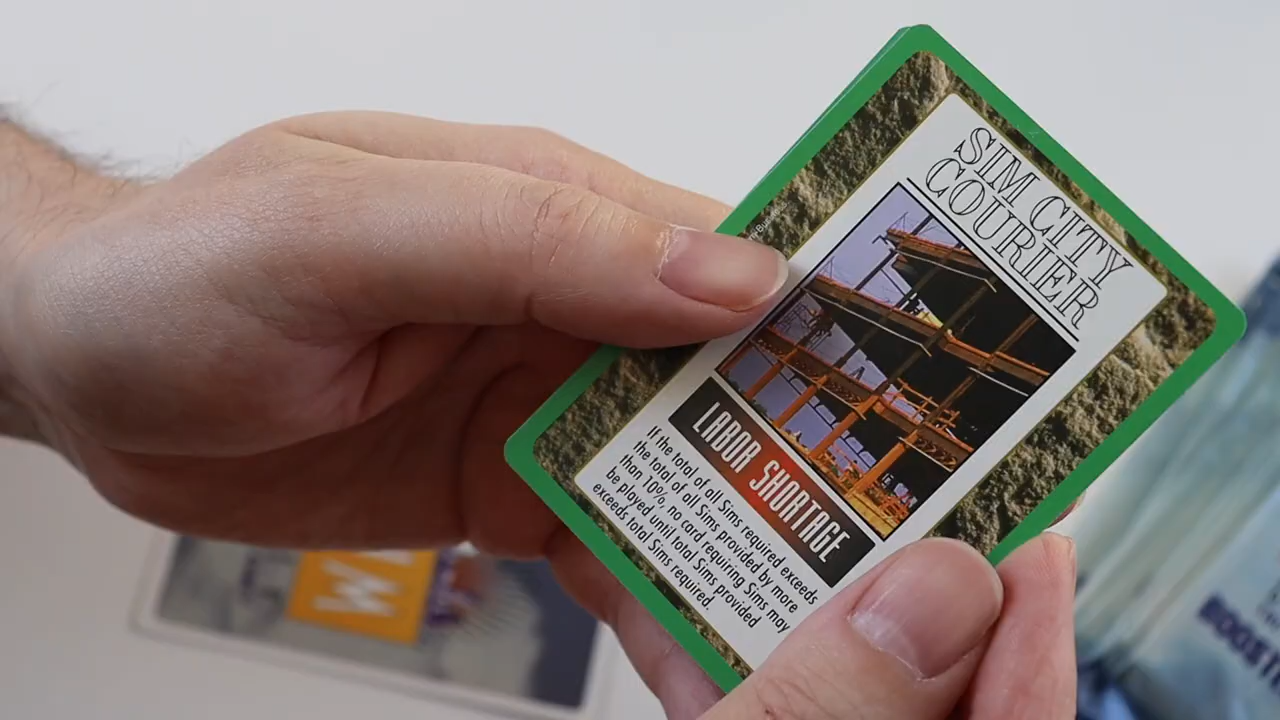 SIM CITY
COURIER
LABOR SHORTAGE
If the total of all Sims required exceeds
the total of all Sims provided by more
than 10%, no card requiring Sims may
be played until total Sims provided
exceeds total Sims required.